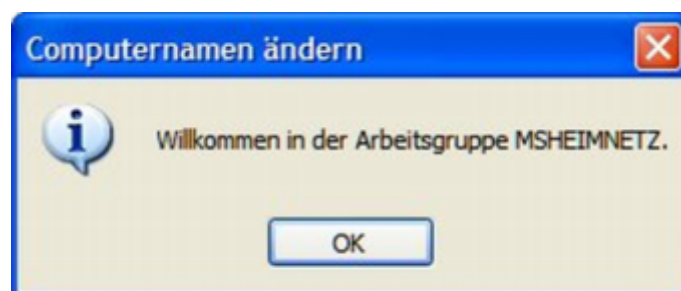 Computernamen ändern
Willkommen in der Arbeitsgruppe MSHEIMNETZ.
OK